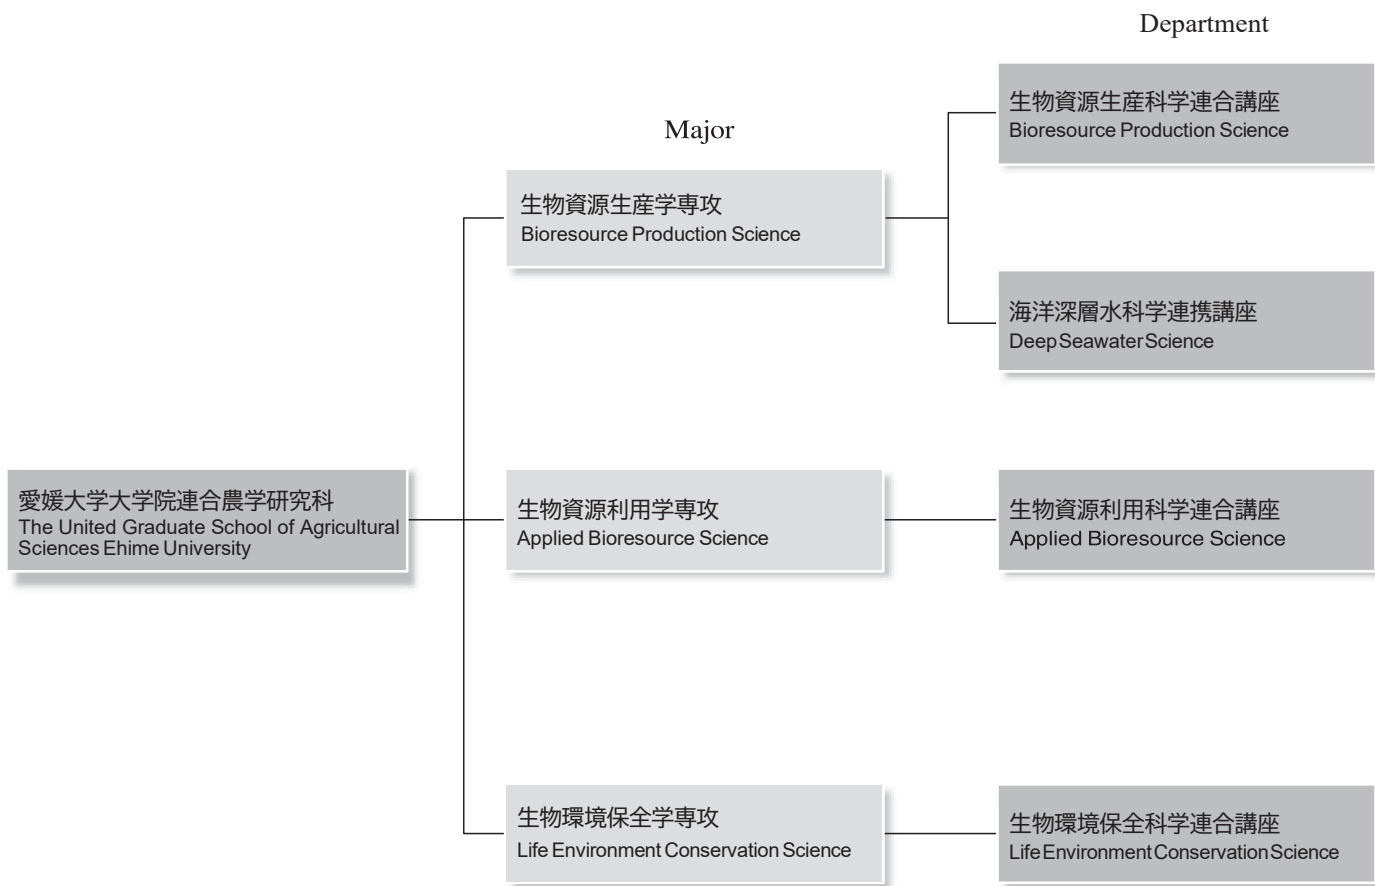 Department
Major
生物資源生産科学連合講座
Bioresource Production Science
生物資源生産学専攻
Bioresource Production Science
海洋深層水科学連携講座
Deep Seawater Science
愛媛大学大学院連合農学研究科
The United Graduate School of Agricultural
Sciences Ehime University
生物資源利用学専攻
Applied Bioresource Science
生物資源利用科学連合講座
Applied Bioresource Science
生物環境保全学専攻
Life Environment Conservation Science
生物環境保全科学連合講座
Life Environment Conservation Science